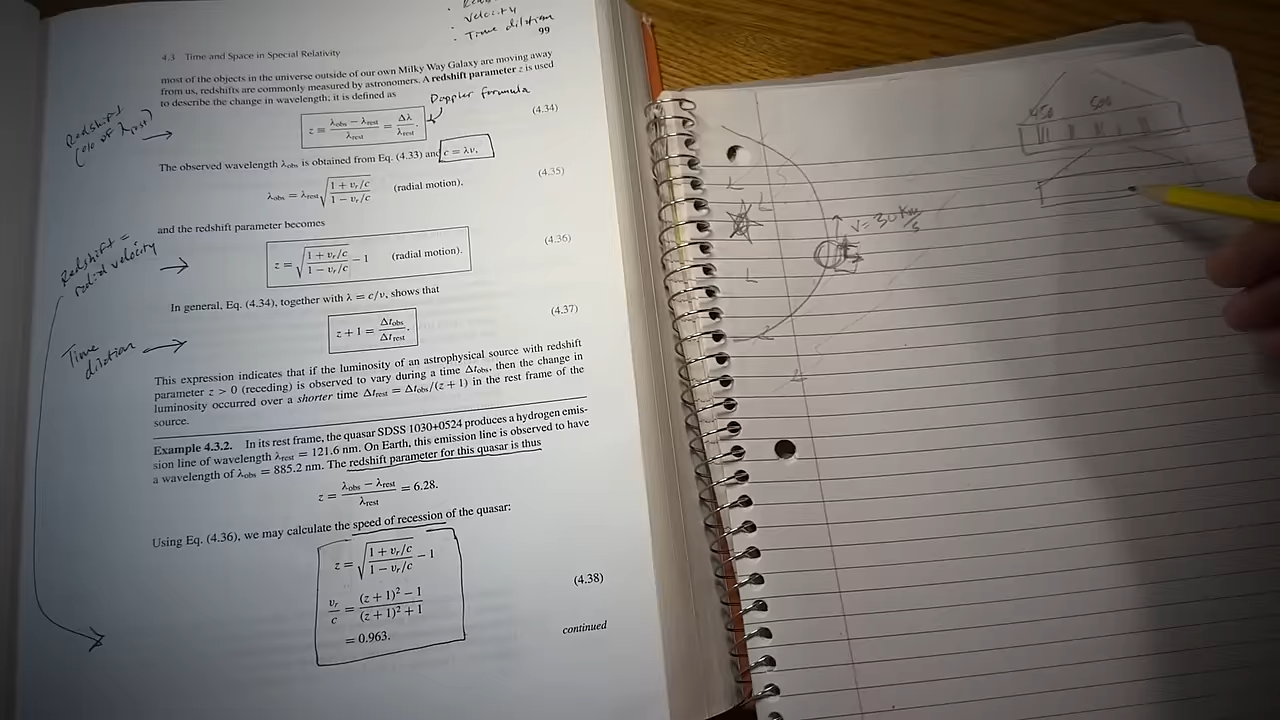 velocity
Time dilation
99
4.3 Time and Space in Special Relativity
most of the objects in the universe outside of our own Milky Way Galaxy are moving away
from us, redshifts are commonly measured by astronomers. A redshift parameter z is used
to describe the change in wavelength; it is defined as
Doppler formula
Redshift
z ≡ (λobs − λrest)/λrest = Δλ/λrest. (4.34)
The observed wavelength λobs is obtained from Eq. (4.33) and c = λν,
λobs = λrest √((1 + vr/c)/(1 − vr/c)) (radial motion), (4.35)
and the redshift parameter becomes
Redshift =
radial velocity
z = √((1 + vr/c)/(1 − vr/c)) − 1 (radial motion). (4.36)
In general, Eq. (4.34), together with λ = c/ν, shows that
Time
dilation
z + 1 = Δtobs/Δtrest. (4.37)
This expression indicates that if the luminosity of an astrophysical source with redshift
parameter z > 0 (receding) is observed to vary during a time Δtobs, then the change in
luminosity occurred over a shorter time Δtrest = Δtobs/(z + 1) in the rest frame of the
source.
Example 4.3.2. In its rest frame, the quasar SDSS 1030+0524 produces a hydrogen emis-
sion line of wavelength λrest = 121.6 nm. On Earth, this emission line is observed to have
a wavelength of λobs = 885.2 nm. The redshift parameter for this quasar is thus
z = (λobs − λrest)/λrest = 6.28.
Using Eq. (4.36), we may calculate the speed of recession of the quasar:
z = √((1 + vr/c)/(1 − vr/c)) − 1
vr/c = ((z + 1)² − 1)/((z + 1)² + 1) (4.38)
= 0.963.
continued
450 500
V = 30 Km/s
L
L
L